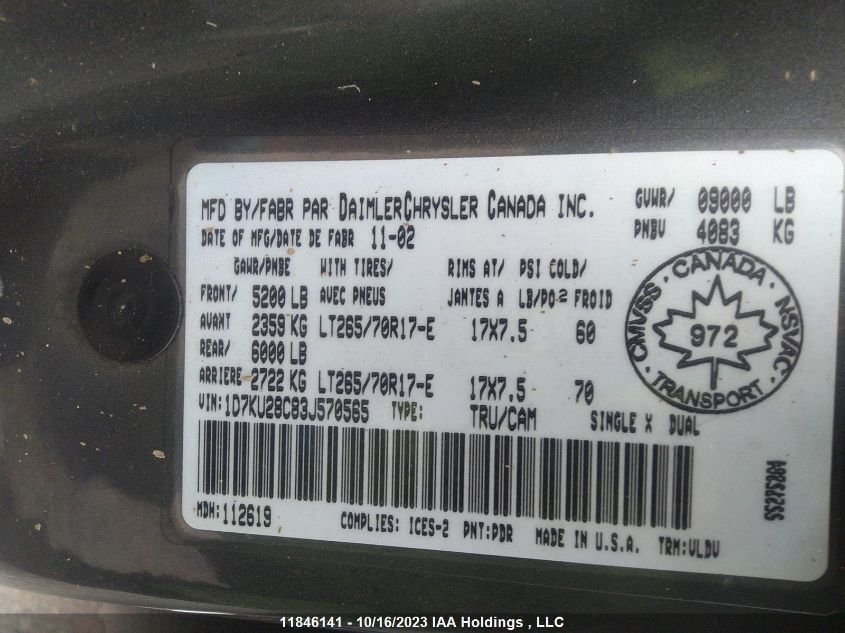 MFD BY/FABR PAR DAIMLERCHRYSLER CANADA INC.
DATE OF MFG/DATE DE FABR 11-02
GVWR/ 09000 LB
PNBV 4083 KG
GAWR/PNBE WITH TIRES/ RIMS AT/ PSI COLD/
FRONT/ 5200 LB AVEC PNEUS JANTES A LB/PO2 FROID
AVANT 2359 KG LT265/70R17-E 17X7.5 60
REAR/ 6000 LB
ARRIERE 2722 KG LT265/70R17-E 17X7.5 70
VIN: 1D7KU28C83J570565 TYPE: TRU/CAM SINGLE X DUAL
CANADA
CMVSS NSVAC
972
TRANSPORT
MDH: 112619
COMPLIES: ICES-2 PNT: PDR MADE IN U.S.A. TRM: VLDV
11846141 - 10/16/2023 IAA Holdings , LLC